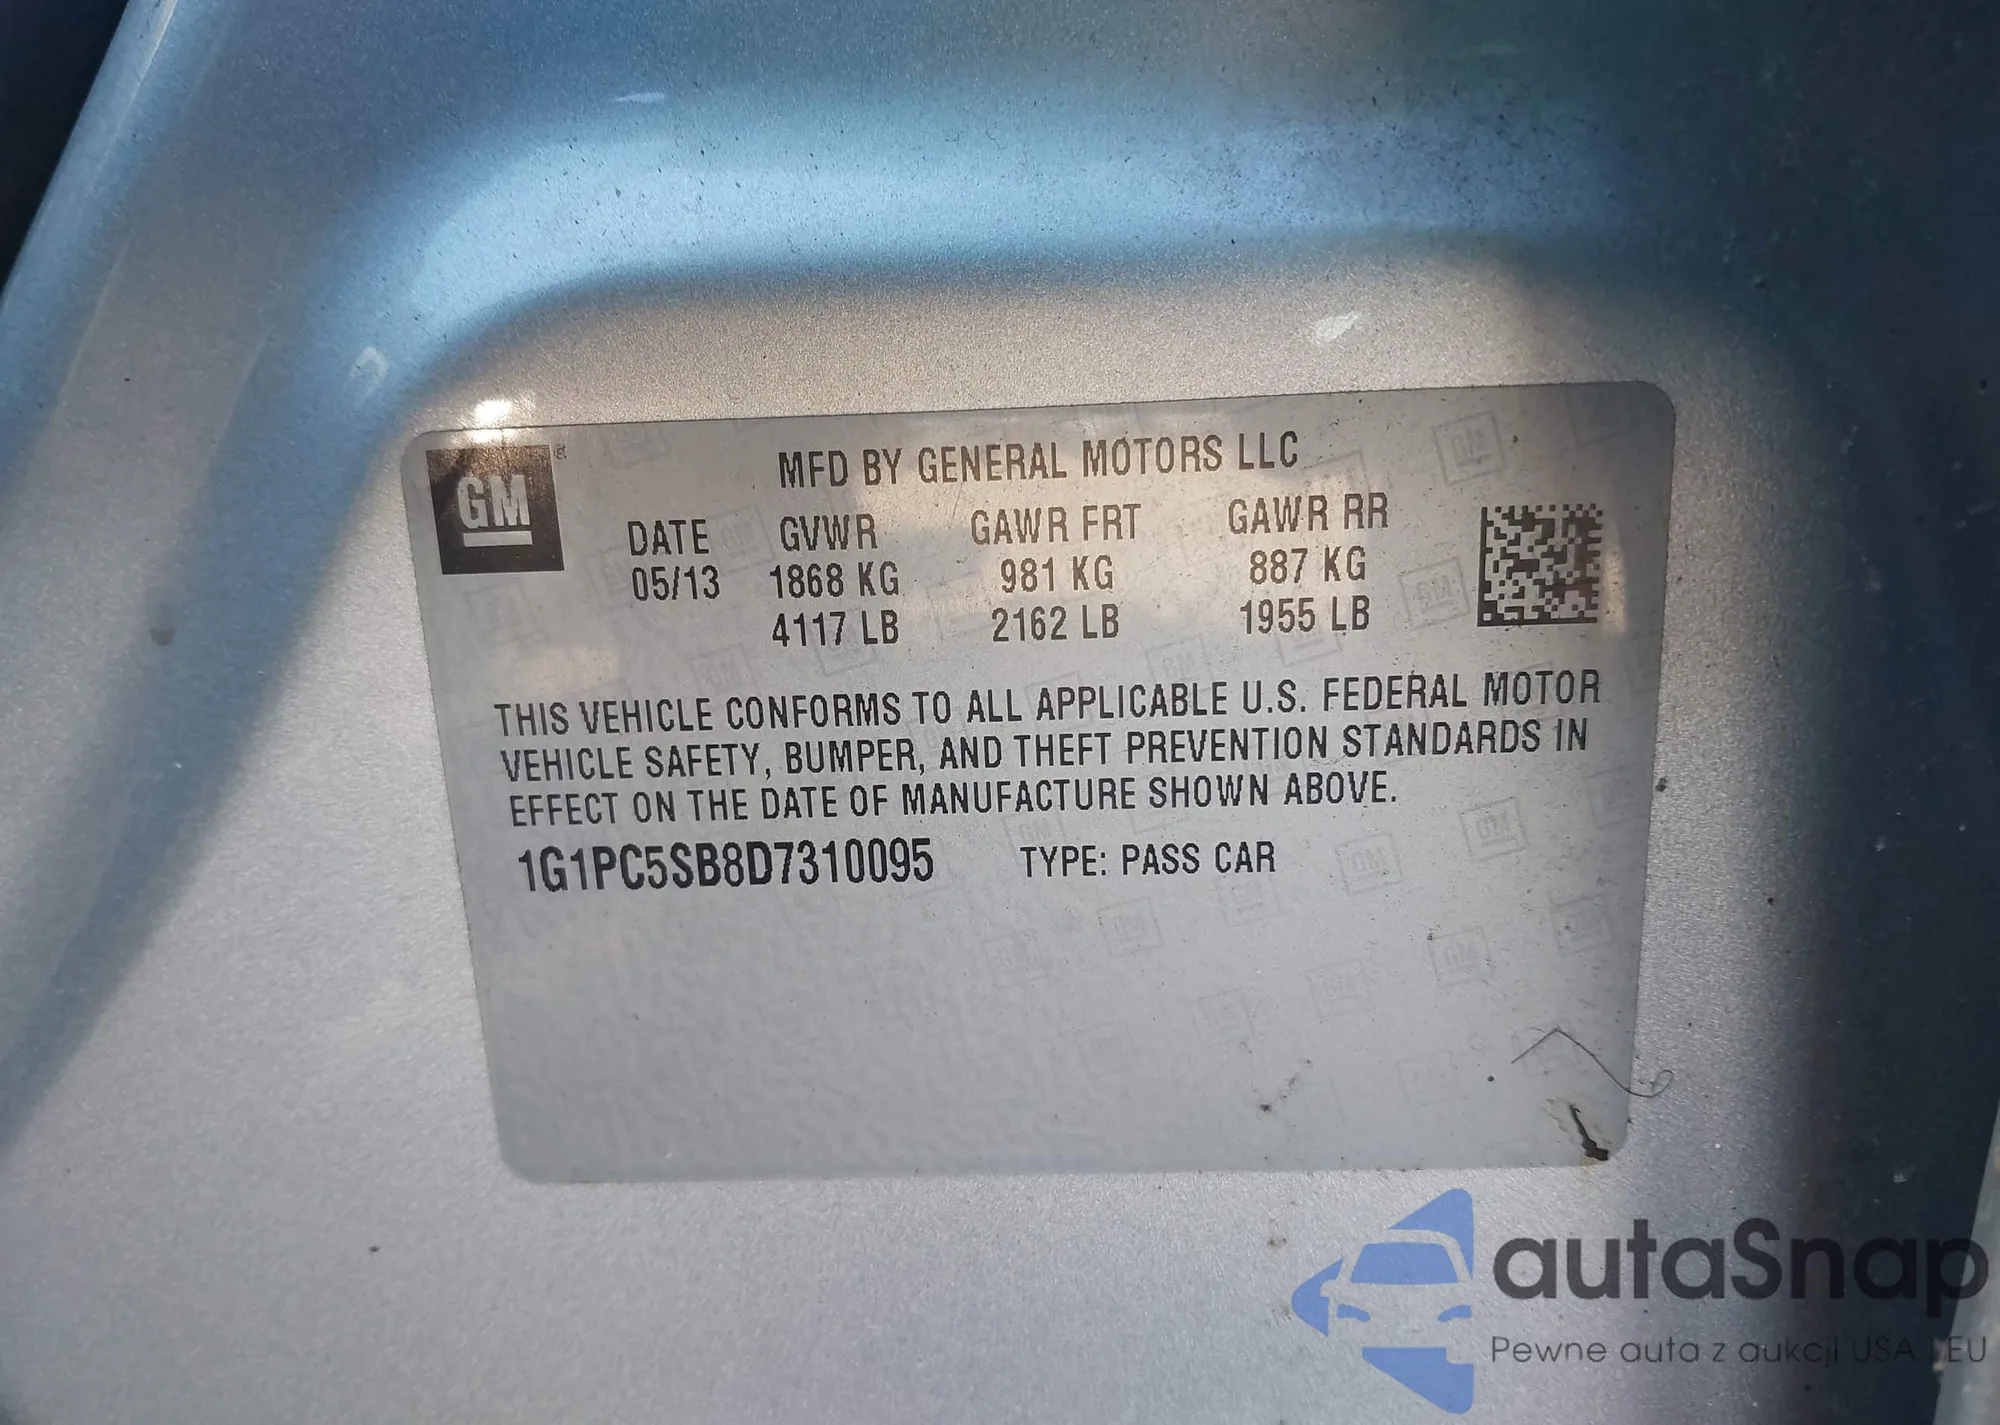 GM
MFD BY GENERAL MOTORS LLC
DATE GVWR GAWR FRT GAWR RR
05/13 1868 KG 981 KG 887 KG
4117 LB 2162 LB 1955 LB
THIS VEHICLE CONFORMS TO ALL APPLICABLE U.S. FEDERAL MOTOR
VEHICLE SAFETY, BUMPER, AND THEFT PREVENTION STANDARDS IN
EFFECT ON THE DATE OF MANUFACTURE SHOWN ABOVE.
1G1PC5SB8D7310095 TYPE: PASS CAR
autaSnap
Pewne auta z aukcji USA i EU